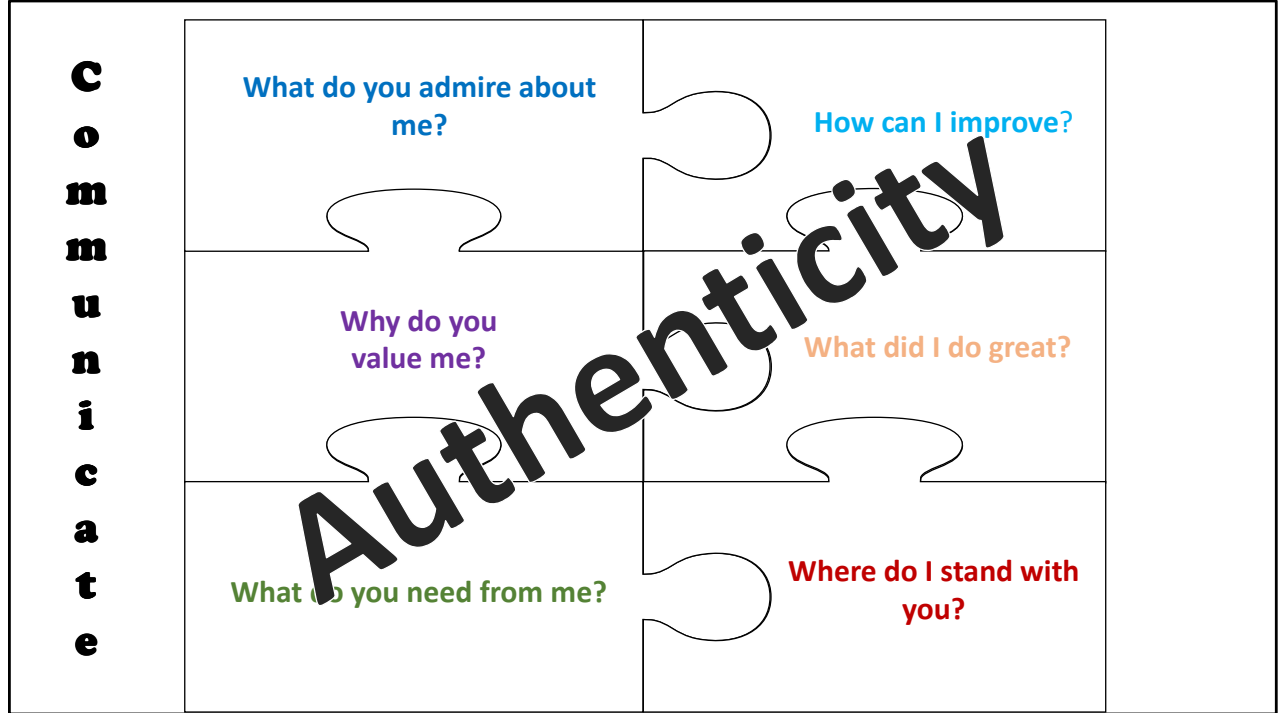 Communicate
What do you admire about
me?
How can I improve?
Why do you
value me?
What did I do great?
What do you need from me?
Where do I stand with
you?
Authenticity